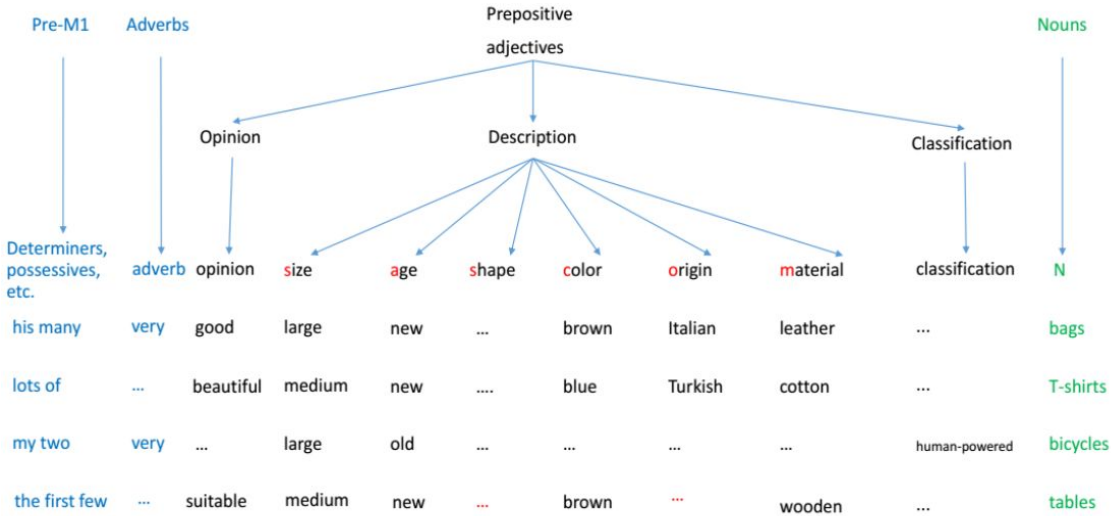 Pre-M1 Adverbs Prepositive adjectives Nouns
Opinion Description Classification
Determiners, possessives, etc. adverb opinion size age shape color origin material classification N
his many very good large new ... brown Italian leather ... bags
lots of ... beautiful medium new .... blue Turkish cotton ... T-shirts
my two very ... large old ... ... ... ... human-powered bicycles
the first few ... suitable medium new ... brown ... wooden ... tables